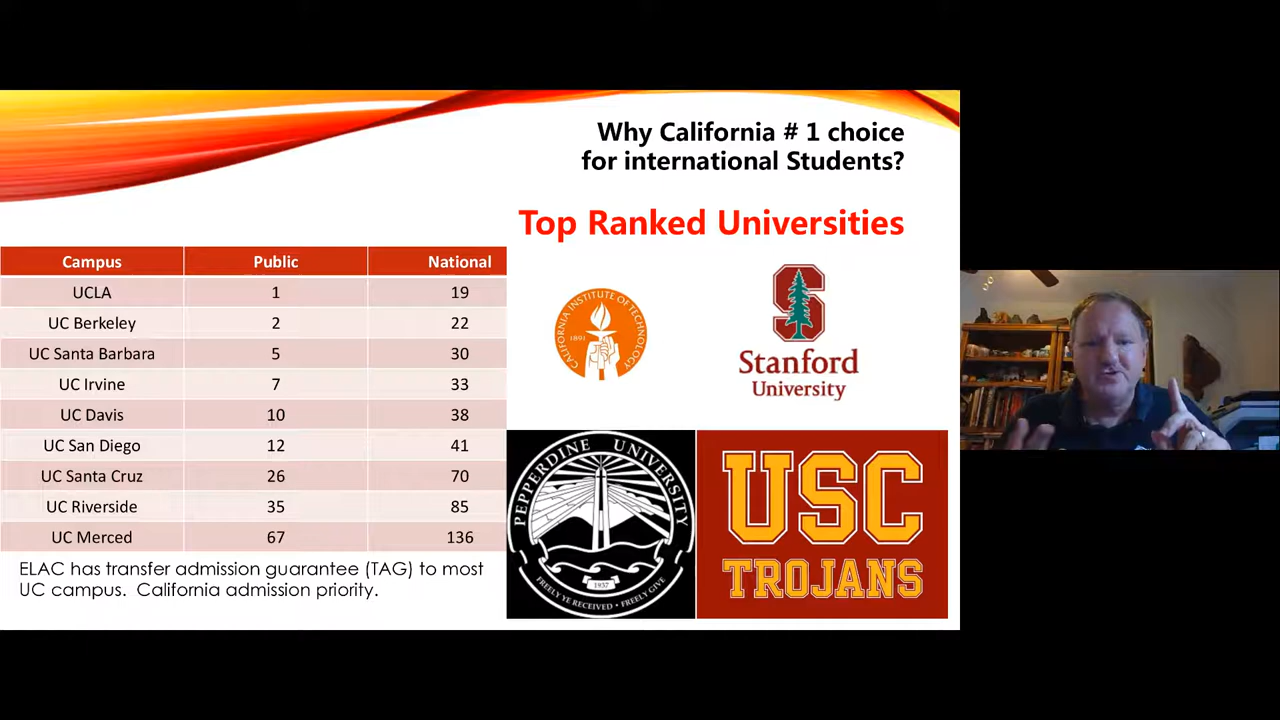 Why California # 1 choice
for international Students?
Top Ranked Universities
Campus Public National
UCLA 1 19
UC Berkeley 2 22
UC Santa Barbara 5 30
UC Irvine 7 33
UC Davis 10 38
UC San Diego 12 41
UC Santa Cruz 26 70
UC Riverside 35 85
UC Merced 67 136
ELAC has transfer admission guarantee (TAG) to most
UC campus. California admission priority.
CALIFORNIA INSTITUTE OF TECHNOLOGY
1891
S
Stanford
University
PEPPERDINE UNIVERSITY
1937
FREELY YE RECEIVED • FREELY GIVE
USC
TROJANS